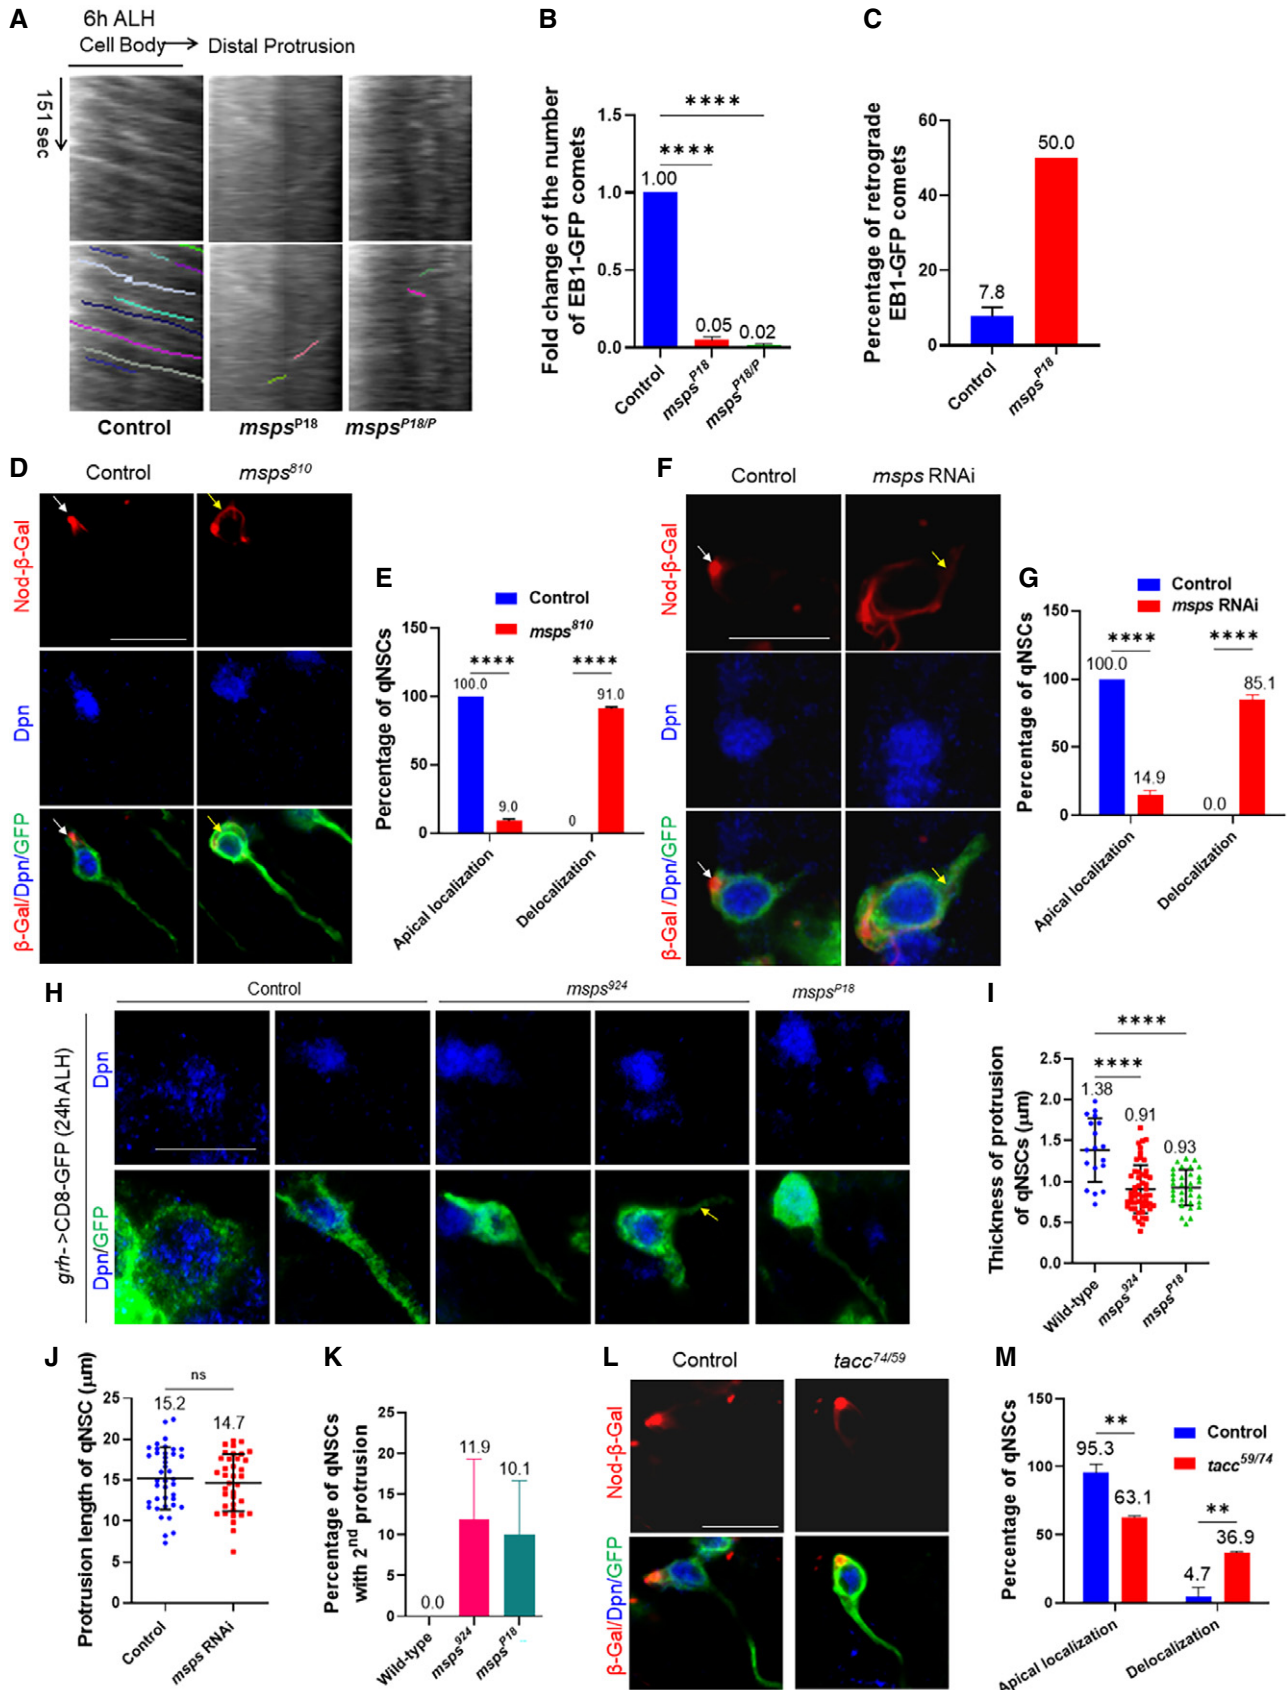 A
6h ALH
Cell Body → Distal Protrusion
151 sec
Control
mspsP18
mspsP18/P
B
Fold change of the number
of EB1-GFP comets
1.5
1.0
0.5
0.0
****
****
1.00
0.05
0.02
Control
mspsP18
mspsP18/P
C
Percentage of retrograde
EB1-GFP comets
60
40
20
0
7.8
50.0
Control
mspsP18
D
Control
msps810
Nod-β-Gal
Dpn
β-Gal/Dpn/GFP
E
Control
msps810
Percentage of qNSCs
150
100
50
0
****
****
100.0
9.0
0
91.0
Apical localization
Delocalization
F
Control
msps RNAi
Nod-β-Gal
Dpn
β-Gal /Dpn/GFP
G
Control
msps RNAi
Percentage of qNSCs
150
100
50
0
****
****
100.0
14.9
0.0
85.1
Apical localization
Delocalization
H
Control
msps924
mspsP18
grh->CD8-GFP (24h ALH)
Dpn
Dpn/GFP
I
Thickness of protrusion
of qNSCs (μm)
2.5
2.0
1.5
1.0
0.5
0.0
****
****
1.38
0.91
0.93
Wild-type
msps924
mspsP18
J
Protrusion length of qNSC (μm)
25
20
15
10
5
0
ns
15.2
14.7
Control
msps RNAi
K
Percentage of qNSCs
with 2nd protrusion
25
20
15
10
5
0
0.0
11.9
10.1
Wild-type
msps924
mspsP18
L
Control
tacc74/59
Nod-β-Gal
β-Gal/Dpn/GFP
M
Percentage of qNSCs
150
100
50
0
Control
tacc59/74
**
**
95.3
63.1
4.7
36.9
Apical localization
Delocalization